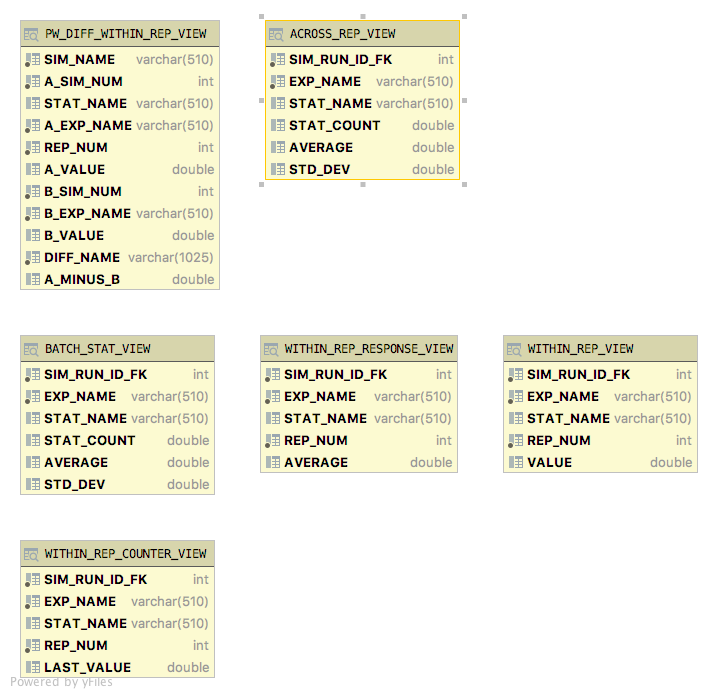 PW_DIFF_WITHIN_REP_VIEW
SIM_NAME varchar(510)
A_SIM_NUM int
STAT_NAME varchar(510)
A_EXP_NAME varchar(510)
REP_NUM int
A_VALUE double
B_SIM_NUM int
B_EXP_NAME varchar(510)
B_VALUE double
DIFF_NAME varchar(1025)
A_MINUS_B double
ACROSS_REP_VIEW
SIM_RUN_ID_FK int
EXP_NAME varchar(510)
STAT_NAME varchar(510)
STAT_COUNT double
AVERAGE double
STD_DEV double
BATCH_STAT_VIEW
SIM_RUN_ID_FK int
EXP_NAME varchar(510)
STAT_NAME varchar(510)
STAT_COUNT double
AVERAGE double
STD_DEV double
WITHIN_REP_RESPONSE_VIEW
SIM_RUN_ID_FK int
EXP_NAME varchar(510)
STAT_NAME varchar(510)
REP_NUM int
AVERAGE double
WITHIN_REP_VIEW
SIM_RUN_ID_FK int
EXP_NAME varchar(510)
STAT_NAME varchar(510)
REP_NUM int
VALUE double
WITHIN_REP_COUNTER_VIEW
SIM_RUN_ID_FK int
EXP_NAME varchar(510)
STAT_NAME varchar(510)
REP_NUM int
LAST_VALUE double
Powered by yFiles